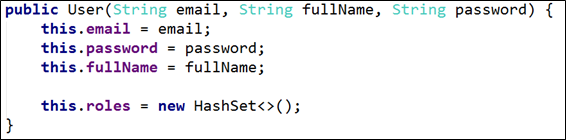 public User(String email, String fullName, String password) {
    this.email = email;
    this.password = password;
    this.fullName = fullName;

    this.roles = new HashSet<>();
}